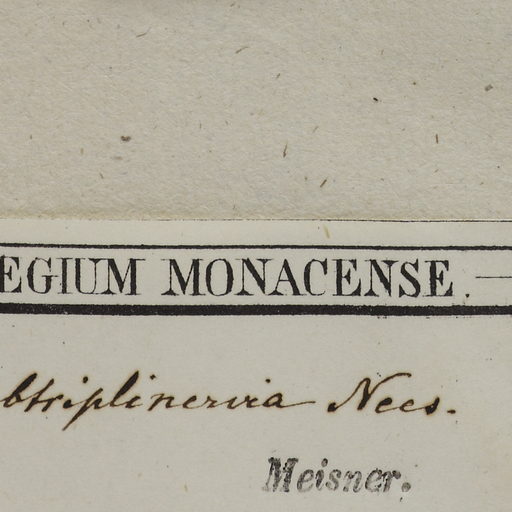 EGIUM MONACENSE.
btriplinervia Nees.
Meisner.